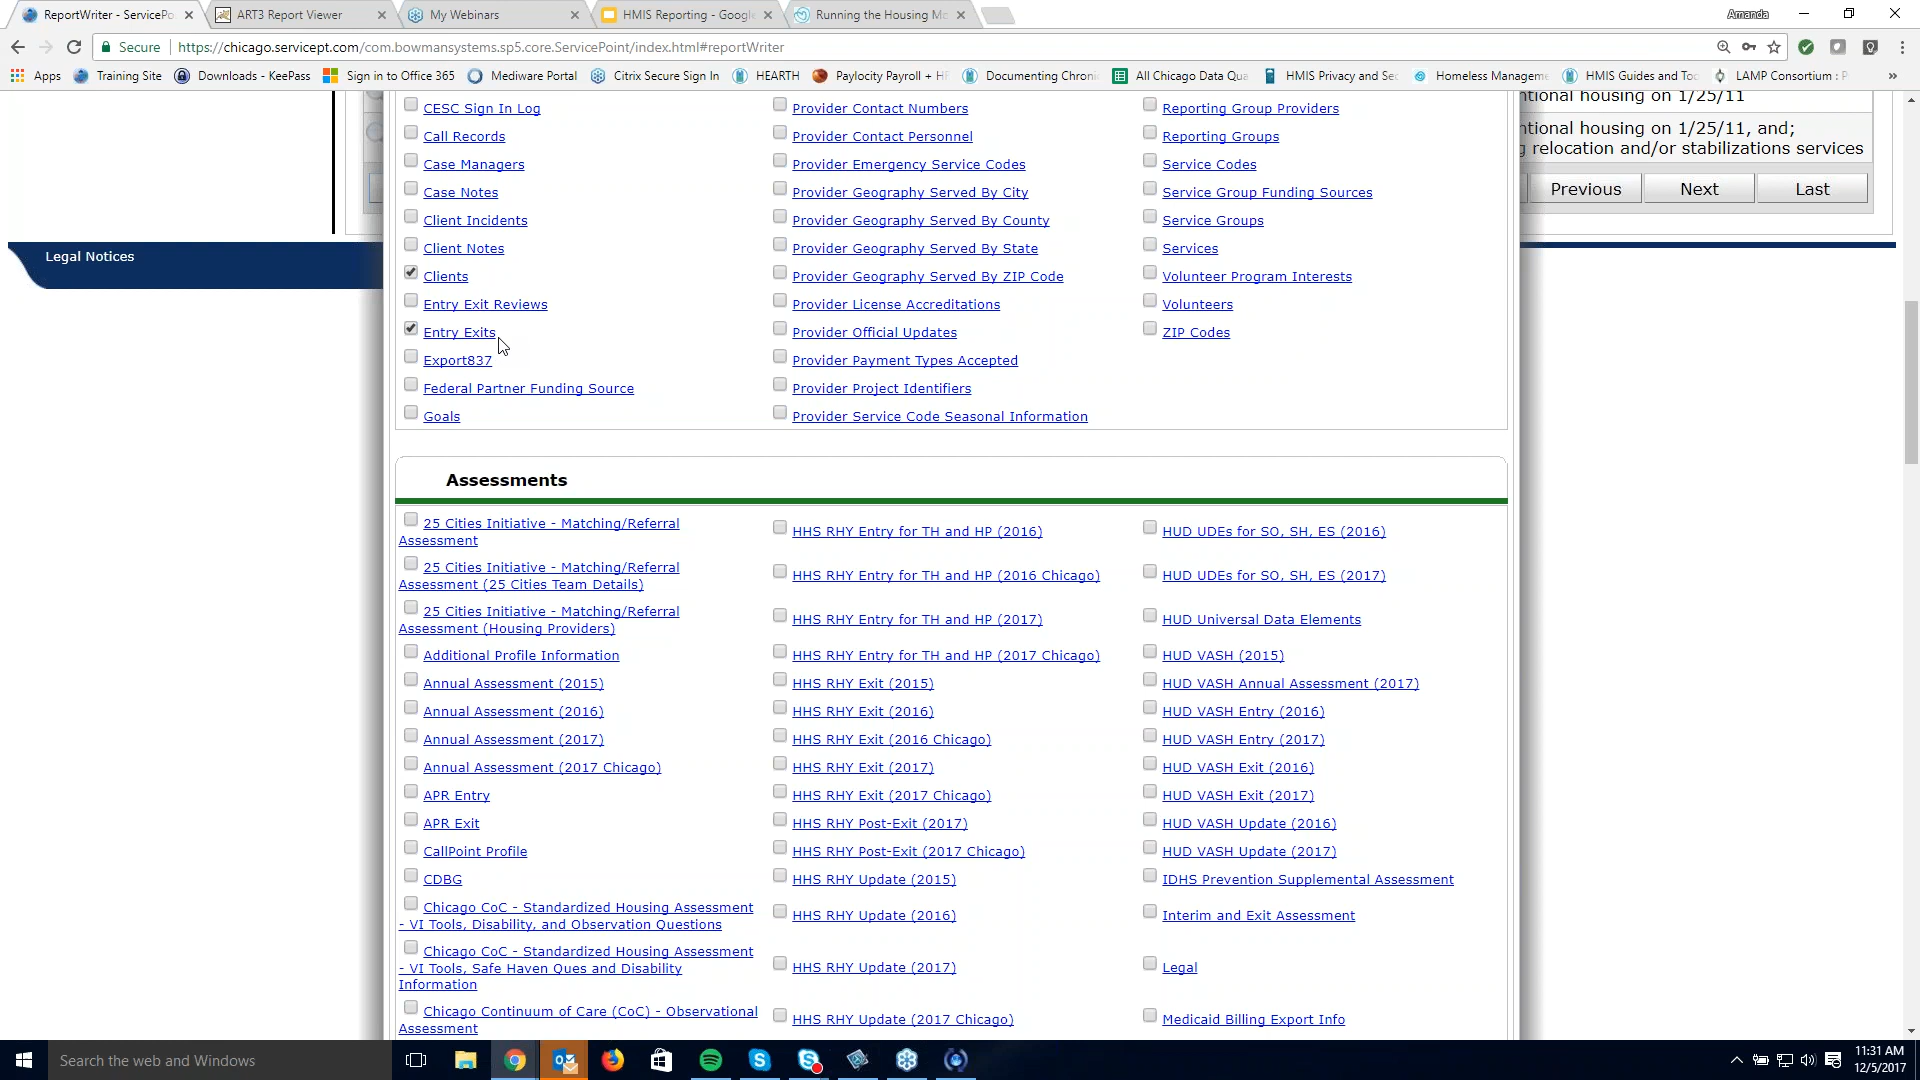 ReportWriter - ServicePo
ART3 Report Viewer
My Webinars
HMIS Reporting - Google
Running the Housing Mo
Amanda
Secure
https://chicago.servicept.com/com.bowmansystems.sp5.core.ServicePoint/index.html#reportWriter
Apps
Training Site
Downloads - KeePass
Sign in to Office 365
Mediware Portal
Citrix Secure Sign In
HEARTH
Paylocity Payroll + H
Documenting Chroni
All Chicago Data Qua
HMIS Privacy and Sec
Homeless Manageme
HMIS Guides and Too
LAMP Consortium : P
»
Legal Notices
CESC Sign In Log
Call Records
Case Managers
Case Notes
Client Incidents
Client Notes
Clients
Entry Exit Reviews
Entry Exits
Export837
Federal Partner Funding Source
Goals
Provider Contact Numbers
Provider Contact Personnel
Provider Emergency Service Codes
Provider Geography Served By City
Provider Geography Served By County
Provider Geography Served By State
Provider Geography Served By ZIP Code
Provider License Accreditations
Provider Official Updates
Provider Payment Types Accepted
Provider Project Identifiers
Provider Service Code Seasonal Information
Reporting Group Providers
Reporting Groups
Service Codes
Service Group Funding Sources
Service Groups
Services
Volunteer Program Interests
Volunteers
ZIP Codes
ntional housing on 1/25/11
ntional housing on 1/25/11, and;
g relocation and/or stabilizations services
Previous
Next
Last
Assessments
25 Cities Initiative - Matching/Referral
Assessment
25 Cities Initiative - Matching/Referral
Assessment (25 Cities Team Details)
25 Cities Initiative - Matching/Referral
Assessment (Housing Providers)
Additional Profile Information
Annual Assessment (2015)
Annual Assessment (2016)
Annual Assessment (2017)
Annual Assessment (2017 Chicago)
APR Entry
APR Exit
CallPoint Profile
CDBG
Chicago CoC - Standardized Housing Assessment
- VI Tools, Disability, and Observation Questions
Chicago CoC - Standardized Housing Assessment
- VI Tools, Safe Haven Ques and Disability
Information
Chicago Continuum of Care (CoC) - Observational
Assessment
HHS RHY Entry for TH and HP (2016)
HHS RHY Entry for TH and HP (2016 Chicago)
HHS RHY Entry for TH and HP (2017)
HHS RHY Entry for TH and HP (2017 Chicago)
HHS RHY Exit (2015)
HHS RHY Exit (2016)
HHS RHY Exit (2016 Chicago)
HHS RHY Exit (2017)
HHS RHY Exit (2017 Chicago)
HHS RHY Post-Exit (2017)
HHS RHY Post-Exit (2017 Chicago)
HHS RHY Update (2015)
HHS RHY Update (2016)
HHS RHY Update (2017)
HHS RHY Update (2017 Chicago)
HUD UDEs for SO, SH, ES (2016)
HUD UDEs for SO, SH, ES (2017)
HUD Universal Data Elements
HUD VASH (2015)
HUD VASH Annual Assessment (2017)
HUD VASH Entry (2016)
HUD VASH Entry (2017)
HUD VASH Exit (2016)
HUD VASH Exit (2017)
HUD VASH Update (2016)
HUD VASH Update (2017)
IDHS Prevention Supplemental Assessment
Interim and Exit Assessment
Legal
Medicaid Billing Export Info
Search the web and Windows
11:31 AM
12/5/2017